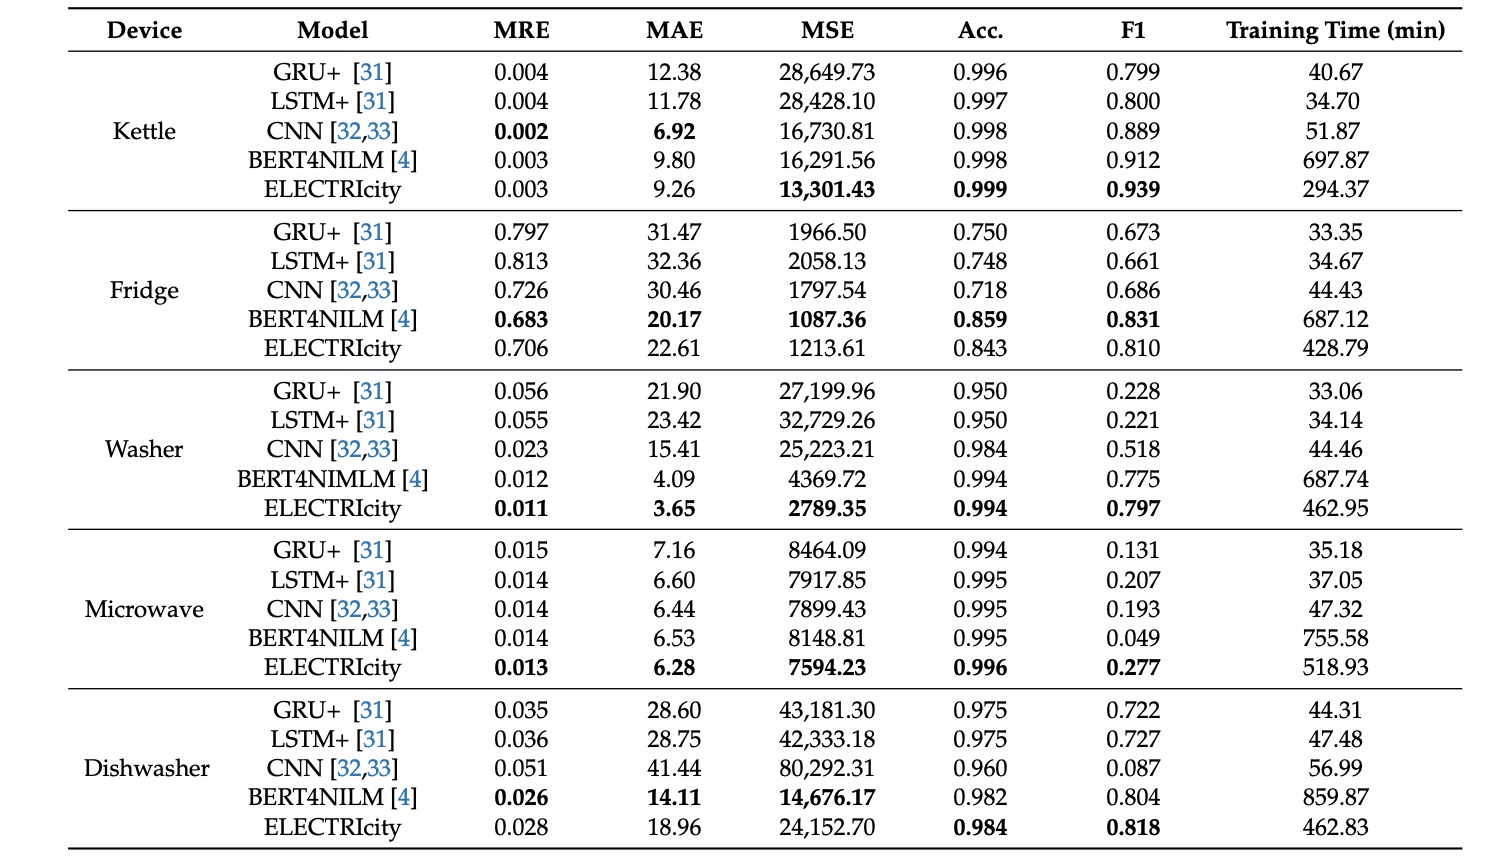 Device Model MRE MAE MSE Acc. F1 Training Time (min)
GRU+ [31] 0.004 12.38 28,649.73 0.996 0.799 40.67
LSTM+ [31] 0.004 11.78 28,428.10 0.997 0.800 34.70
Kettle CNN [32,33] 0.002 6.92 16,730.81 0.998 0.889 51.87
BERT4NILM [4] 0.003 9.80 16,291.56 0.998 0.912 697.87
ELECTRIcity 0.003 9.26 13,301.43 0.999 0.939 294.37
GRU+ [31] 0.797 31.47 1966.50 0.750 0.673 33.35
LSTM+ [31] 0.813 32.36 2058.13 0.748 0.661 34.67
Fridge CNN [32,33] 0.726 30.46 1797.54 0.718 0.686 44.43
BERT4NILM [4] 0.683 20.17 1087.36 0.859 0.831 687.12
ELECTRIcity 0.706 22.61 1213.61 0.843 0.810 428.79
GRU+ [31] 0.056 21.90 27,199.96 0.950 0.228 33.06
LSTM+ [31] 0.055 23.42 32,729.26 0.950 0.221 34.14
Washer CNN [32,33] 0.023 15.41 25,223.21 0.984 0.518 44.46
BERT4NIMLM [4] 0.012 4.09 4369.72 0.994 0.775 687.74
ELECTRIcity 0.011 3.65 2789.35 0.994 0.797 462.95
GRU+ [31] 0.015 7.16 8464.09 0.994 0.131 35.18
LSTM+ [31] 0.014 6.60 7917.85 0.995 0.207 37.05
Microwave CNN [32,33] 0.014 6.44 7899.43 0.995 0.193 47.32
BERT4NILM [4] 0.014 6.53 8148.81 0.995 0.049 755.58
ELECTRIcity 0.013 6.28 7594.23 0.996 0.277 518.93
GRU+ [31] 0.035 28.60 43,181.30 0.975 0.722 44.31
LSTM+ [31] 0.036 28.75 42,333.18 0.975 0.727 47.48
Dishwasher CNN [32,33] 0.051 41.44 80,292.31 0.960 0.087 56.99
BERT4NILM [4] 0.026 14.11 14,676.17 0.982 0.804 859.87
ELECTRIcity 0.028 18.96 24,152.70 0.984 0.818 462.83